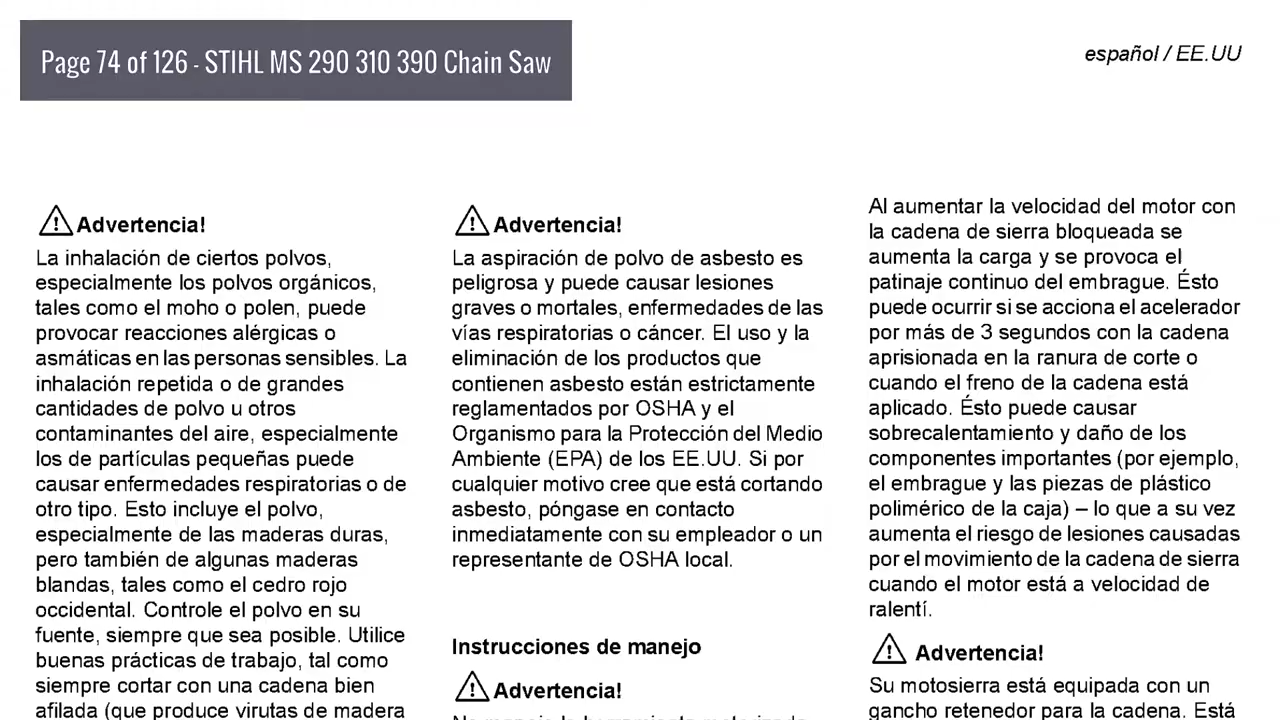 Page 74 of 126 - STIHL MS 290 310 390 Chain Saw
español / EE.UU
Advertencia!
La inhalación de ciertos polvos,
especialmente los polvos orgánicos,
tales como el moho o polen, puede
provocar reacciones alérgicas o
asmáticas en las personas sensibles. La
inhalación repetida o de grandes
cantidades de polvo u otros
contaminantes del aire, especialmente
los de partículas pequeñas puede
causar enfermedades respiratorias o de
otro tipo. Esto incluye el polvo,
especialmente de las maderas duras,
pero también de algunas maderas
blandas, tales como el cedro rojo
occidental. Controle el polvo en su
fuente, siempre que sea posible. Utilice
buenas prácticas de trabajo, tal como
siempre cortar con una cadena bien
afilada (que produce virutas de madera
Advertencia!
La aspiración de polvo de asbesto es
peligrosa y puede causar lesiones
graves o mortales, enfermedades de las
vías respiratorias o cáncer. El uso y la
eliminación de los productos que
contienen asbesto están estrictamente
reglamentados por OSHA y el
Organismo para la Protección del Medio
Ambiente (EPA) de los EE.UU. Si por
cualquier motivo cree que está cortando
asbesto, póngase en contacto
inmediatamente con su empleador o un
representante de OSHA local.
Instrucciones de manejo
Advertencia!
Al aumentar la velocidad del motor con
la cadena de sierra bloqueada se
aumenta la carga y se provoca el
patinaje continuo del embrague. Ésto
puede ocurrir si se acciona el acelerador
por más de 3 segundos con la cadena
aprisionada en la ranura de corte o
cuando el freno de la cadena está
aplicado. Ésto puede causar
sobrecalentamiento y daño de los
componentes importantes (por ejemplo,
el embrague y las piezas de plástico
polimérico de la caja) – lo que a su vez
aumenta el riesgo de lesiones causadas
por el movimiento de la cadena de sierra
cuando el motor está a velocidad de
ralentí.
Advertencia!
Su motosierra está equipada con un
gancho retenedor para la cadena. Está